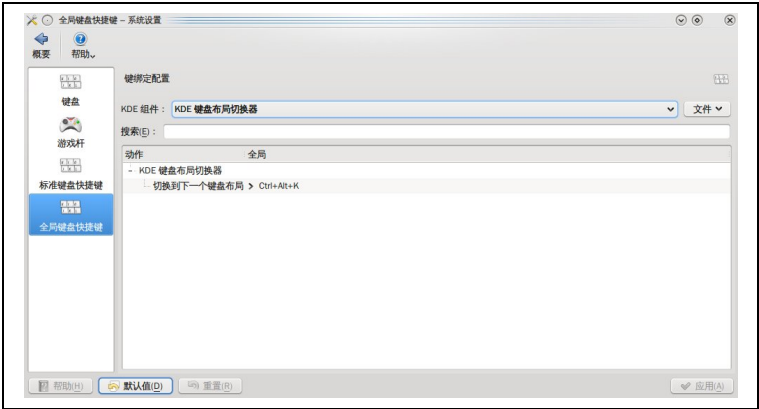 全局键盘快捷键 – 系统设置
概要 帮助
键盘
游戏杆
标准键盘快捷键
全局键盘快捷键
键绑定配置
KDE 组件： KDE 键盘布局切换器 文件
搜索(E)：
动作 全局
- KDE 键盘布局切换器
切换到下一个键盘布局 > Ctrl+Alt+K
帮助(H) 默认值(D) 重置(R) 应用(A)